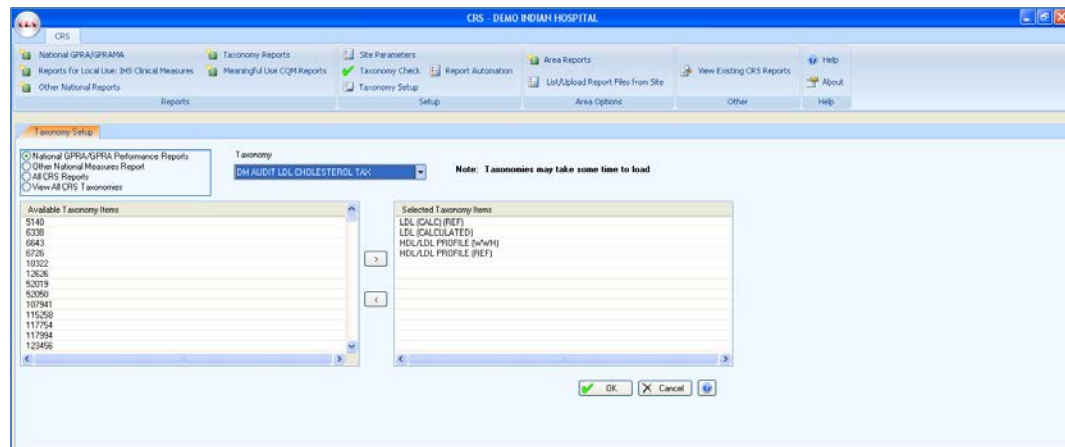 CRS - DEMO INDIAN HOSPITAL
CRS
National GPRA/GPRAMA
Reports for Local Use: IHS Clinical Measures
Other National Reports
Taxonomy Reports
Meaningful Use CQM Reports
Reports
Site Parameters
Taxonomy Check
Report Automation
Taxonomy Setup
Setup
Area Reports
List/Upload Report Files from Site
Area Options
View Existing CRS Reports
Other
Help
About
Help
Taxonomy Setup
National GPRA/GPRA Performance Reports
Other National Measures Report
All CRS Reports
View All CRS Taxonomies
Taxonomy
DM AUDIT LDL CHOLESTEROL TAX
Note: Taxonomies may take some time to load
Available Taxonomy Items
5140
6338
6643
6726
10322
12626
52019
52050
107941
115258
117754
117994
123456
>
<
Selected Taxonomy Items
LDL (CALC) (REF)
LDL (CALCULATED)
HDL/LDL PROFILE (WWH)
HDL/LDL PROFILE (REF)
OK
Cancel